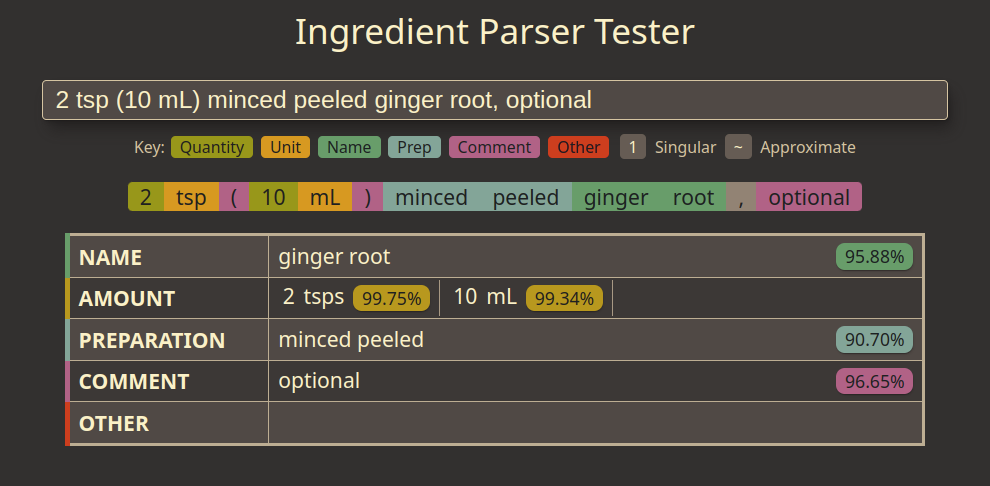 Ingredient Parser Tester
2 tsp (10 mL) minced peeled ginger root, optional
Key: Quantity Unit Name Prep Comment Other 1 Singular ~ Approximate
2 tsp ( 10 mL ) minced peeled ginger root , optional
NAME ginger root 95.88%
AMOUNT 2 tsps 99.75% 10 mL 99.34%
PREPARATION minced peeled 90.70%
COMMENT optional 96.65%
OTHER